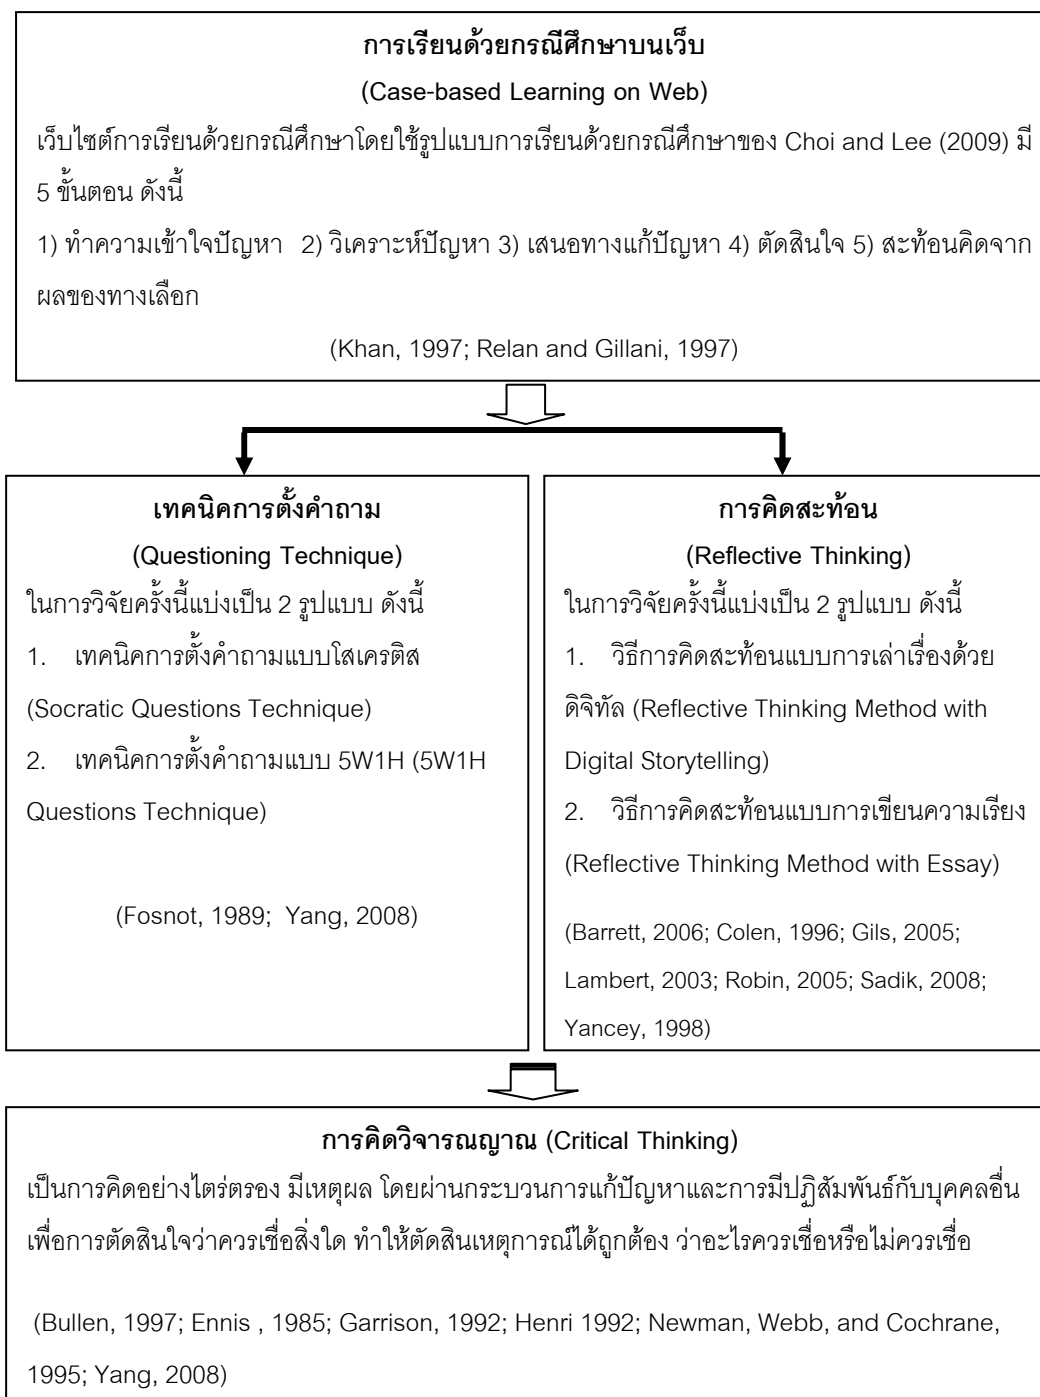 การเรียนด้วยกรณีศึกษาบนเว็บ
(Case-based Learning on Web)
เว็บไซต์การเรียนด้วยกรณีศึกษาโดยใช้รูปแบบการเรียนด้วยกรณีศึกษาของ Choi and Lee (2009) มี
5 ขั้นตอน ดังนี้
1) ทำความเข้าใจปัญหา 2) วิเคราะห์ปัญหา 3) เสนอทางแก้ปัญหา 4) ตัดสินใจ 5) สะท้อนคิดจาก
ผลของทางเลือก
(Khan, 1997; Relan and Gillani, 1997)
เทคนิคการตั้งคำถาม
(Questioning Technique)
ในการวิจัยครั้งนี้แบ่งเป็น 2 รูปแบบ ดังนี้
1. เทคนิคการตั้งคำถามแบบโสเครติส
(Socratic Questions Technique)
2. เทคนิคการตั้งคำถามแบบ 5W1H (5W1H
Questions Technique)
(Fosnot, 1989; Yang, 2008)
การคิดสะท้อน
(Reflective Thinking)
ในการวิจัยครั้งนี้แบ่งเป็น 2 รูปแบบ ดังนี้
1. วิธีการคิดสะท้อนแบบการเล่าเรื่องด้วย
ดิจิทัล (Reflective Thinking Method with
Digital Storytelling)
2. วิธีการคิดสะท้อนแบบการเขียนความเรียง
(Reflective Thinking Method with Essay)
(Barrett, 2006; Colen, 1996; Gils, 2005;
Lambert, 2003; Robin, 2005; Sadik, 2008;
Yancey, 1998)
การคิดวิจารณญาณ (Critical Thinking)
เป็นการคิดอย่างไตร่ตรอง มีเหตุผล โดยผ่านกระบวนการแก้ปัญหาและการมีปฏิสัมพันธ์กับบุคคลอื่น
เพื่อการตัดสินใจว่าควรเชื่อสิ่งใด ทำให้ตัดสินเหตุการณ์ได้ถูกต้อง ว่าอะไรควรเชื่อหรือไม่ควรเชื่อ
(Bullen, 1997; Ennis , 1985; Garrison, 1992; Henri 1992; Newman, Webb, and Cochrane,
1995; Yang, 2008)